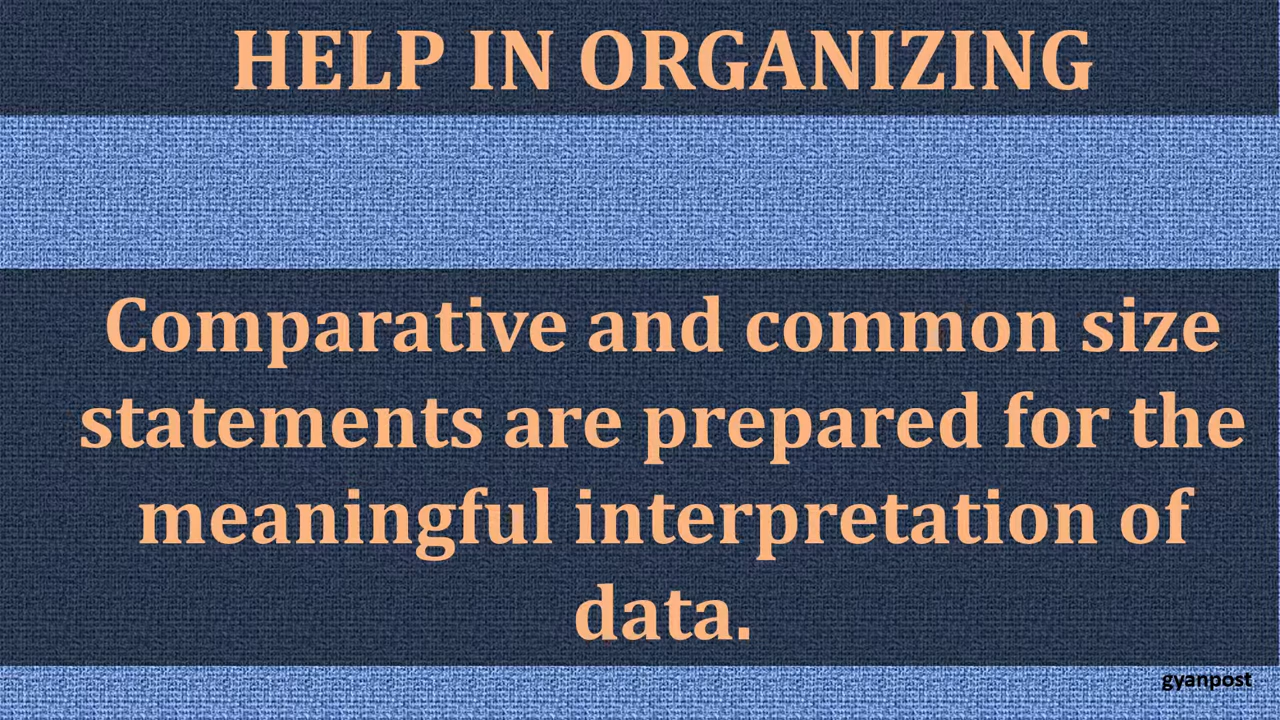 HELP IN ORGANIZING
Comparative and common size
statements are prepared for the
meaningful interpretation of
data.
gyanpost